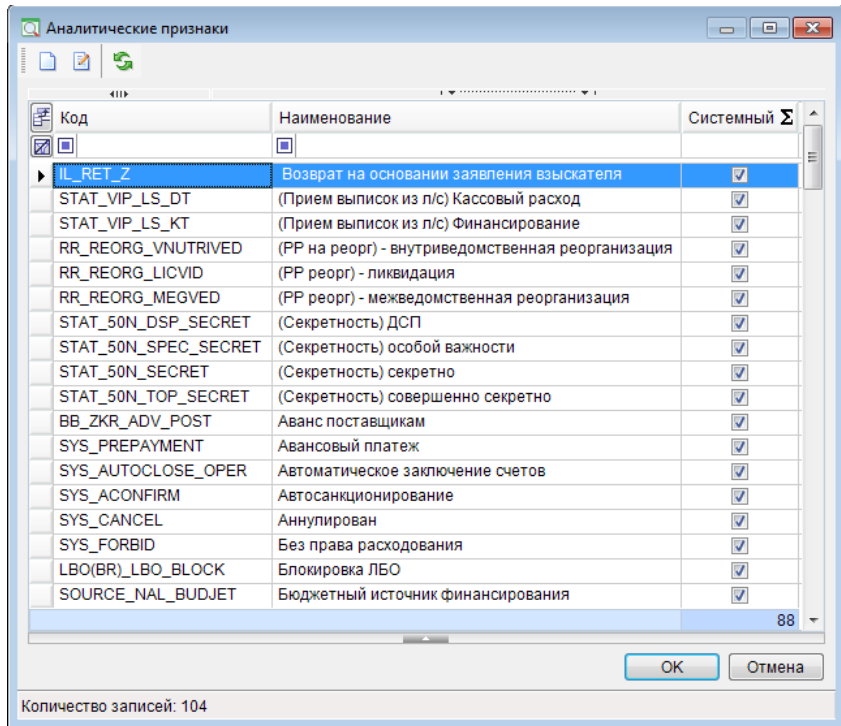 Аналитические признаки
Код Наименование Системный Σ
IL_RET_Z Возврат на основании заявления взыскателя
STAT_VIP_LS_DT (Прием выписок из л/с) Кассовый расход
STAT_VIP_LS_KT (Прием выписок из л/с) Финансирование
RR_REORG_VNUTRIVED (РР на реорг) - внутриведомственная реорганизация
RR_REORG_LICVID (РР реорг) - ликвидация
RR_REORG_MEGVED (РР реорг) - межведомственная реорганизация
STAT_50N_DSP_SECRET (Секретность) ДСП
STAT_50N_SPEC_SECRET (Секретность) особой важности
STAT_50N_SECRET (Секретность) секретно
STAT_50N_TOP_SECRET (Секретность) совершенно секретно
BB_ZKR_ADV_POST Аванс поставщикам
SYS_PREPAYMENT Авансовый платеж
SYS_AUTOCLOSE_OPER Автоматическое заключение счетов
SYS_ACONFIRM Автосанкционирование
SYS_CANCEL Аннулирован
SYS_FORBID Без права расходования
LBO(BR)_LBO_BLOCK Блокировка ЛБО
SOURCE_NAL_BUDJET Бюджетный источник финансирования
88
OK Отмена
Количество записей: 104